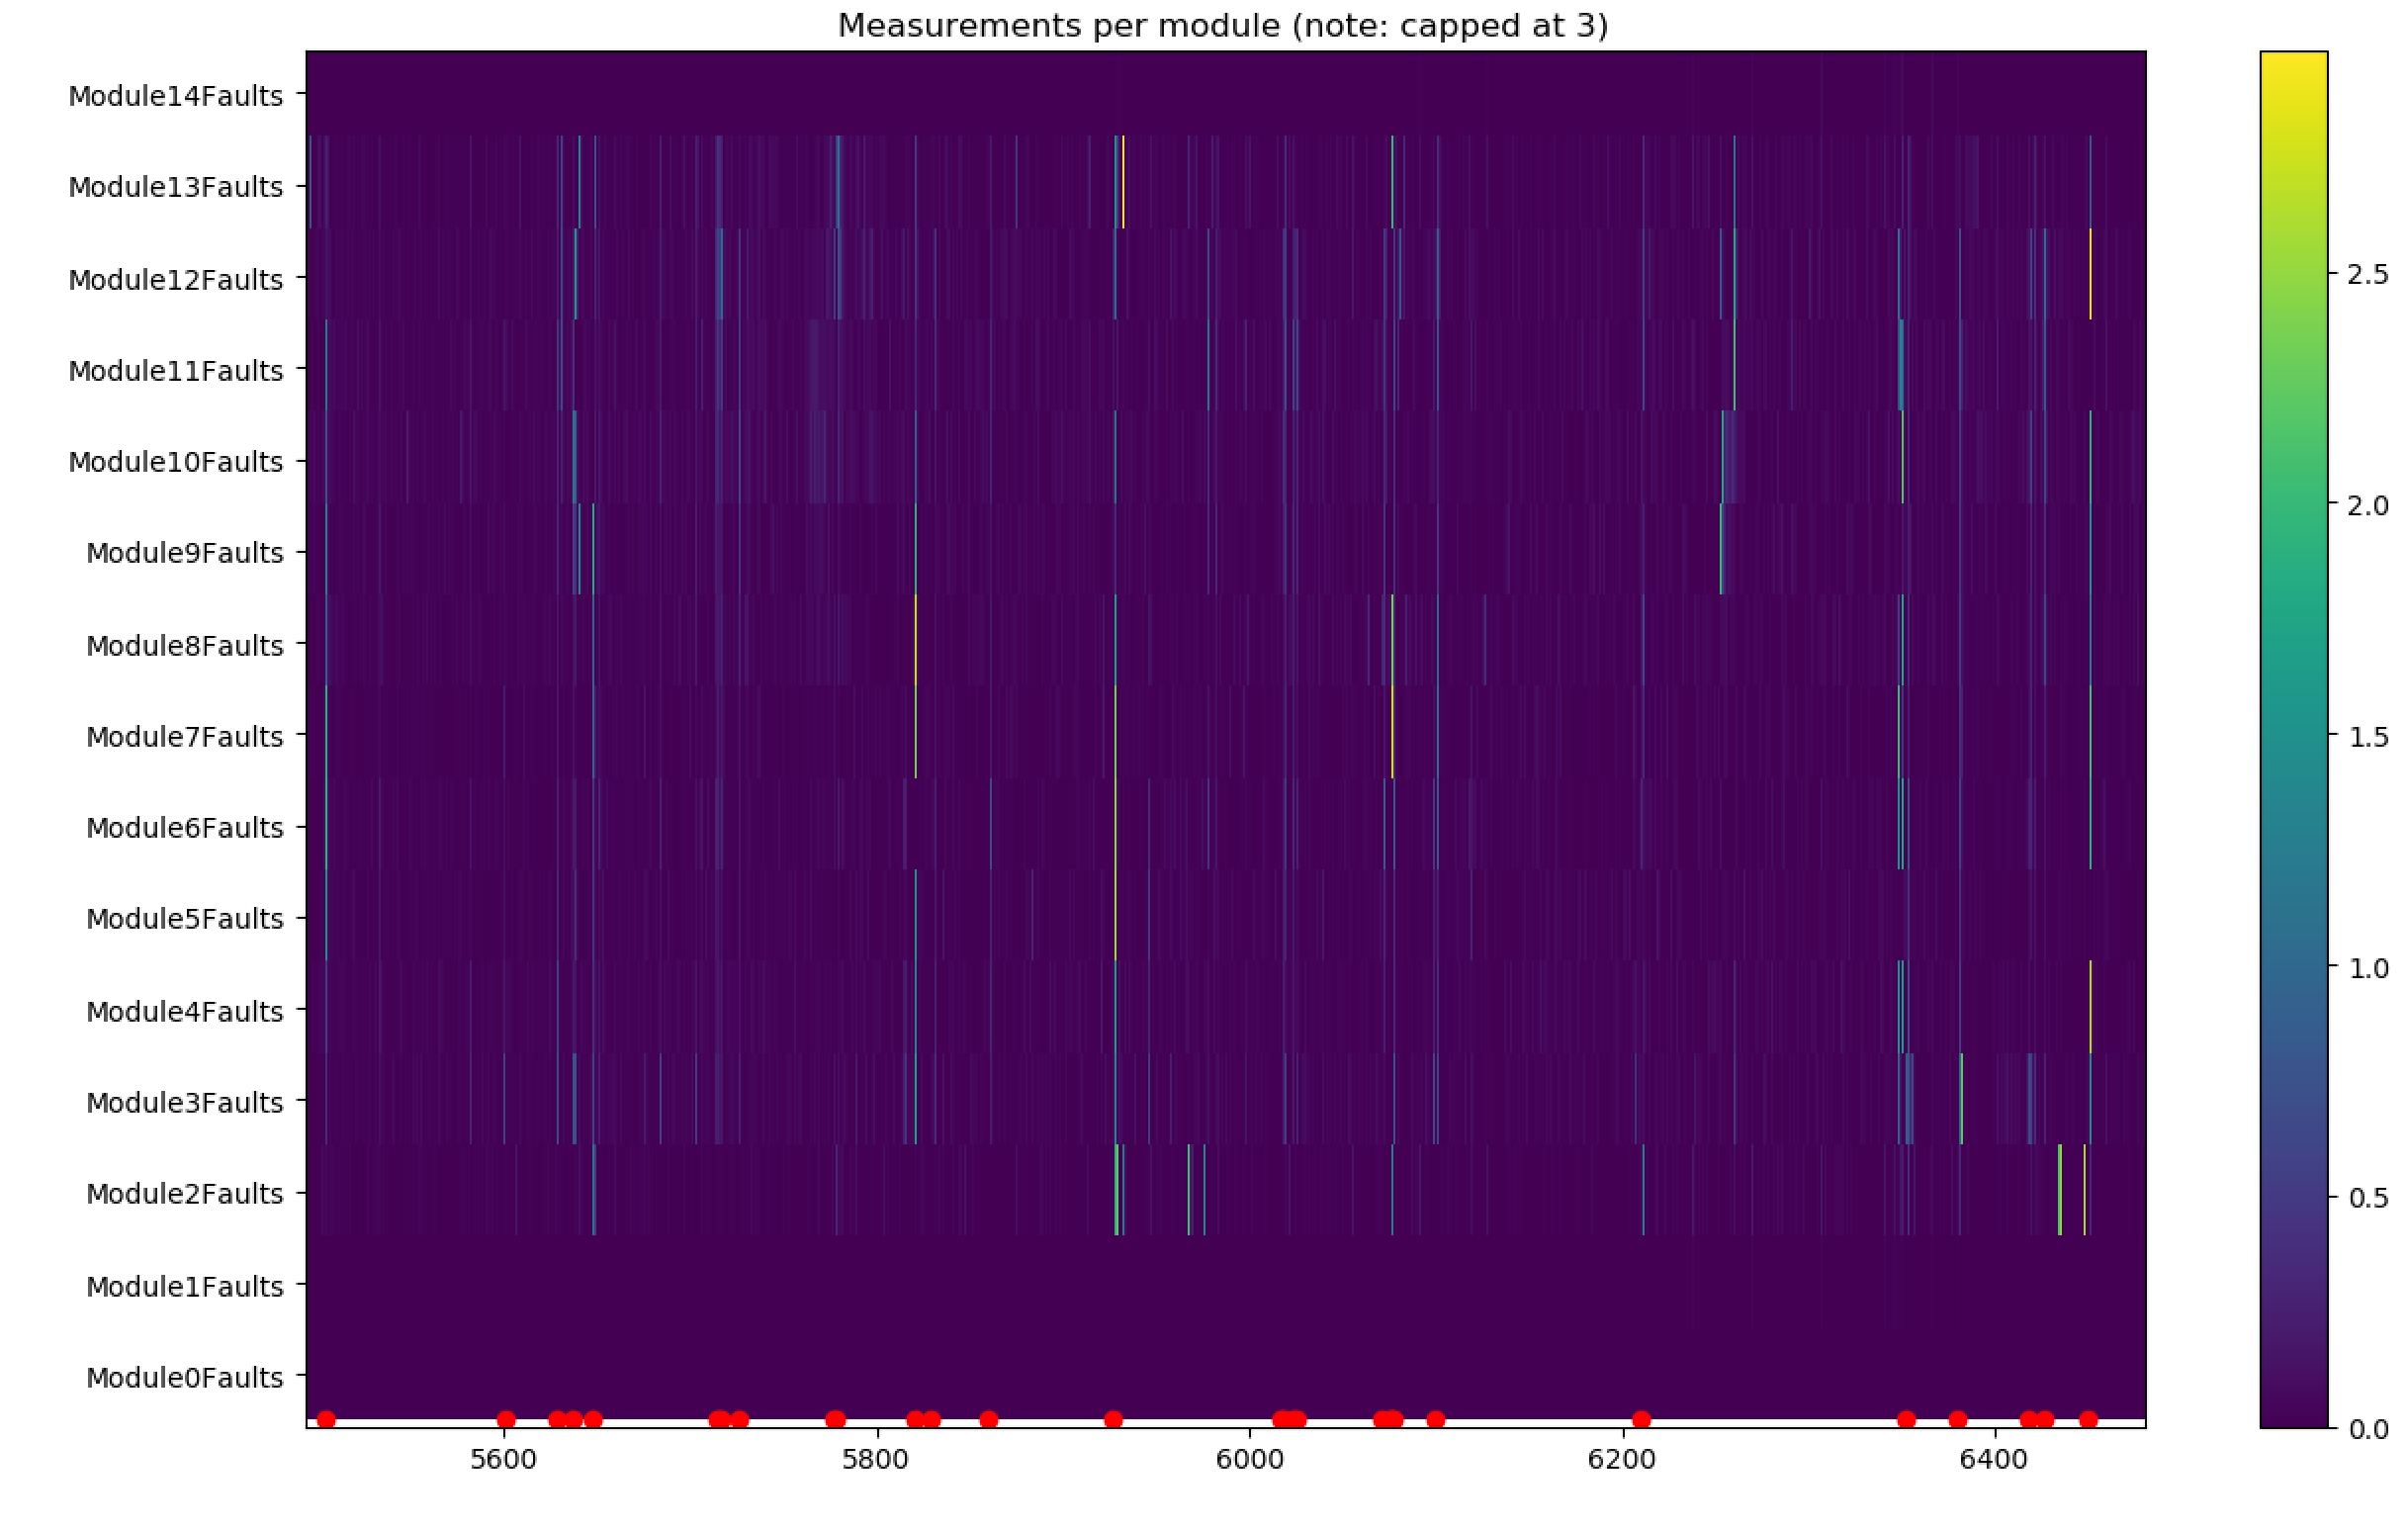 Measurements per module (note: capped at 3)
Module14Faults
Module13Faults
Module12Faults
Module11Faults
Module10Faults
Module9Faults
Module8Faults
Module7Faults
Module6Faults
Module5Faults
Module4Faults
Module3Faults
Module2Faults
Module1Faults
Module0Faults
5600 5800 6000 6200 6400
2.5
2.0
1.5
1.0
0.5
0.0